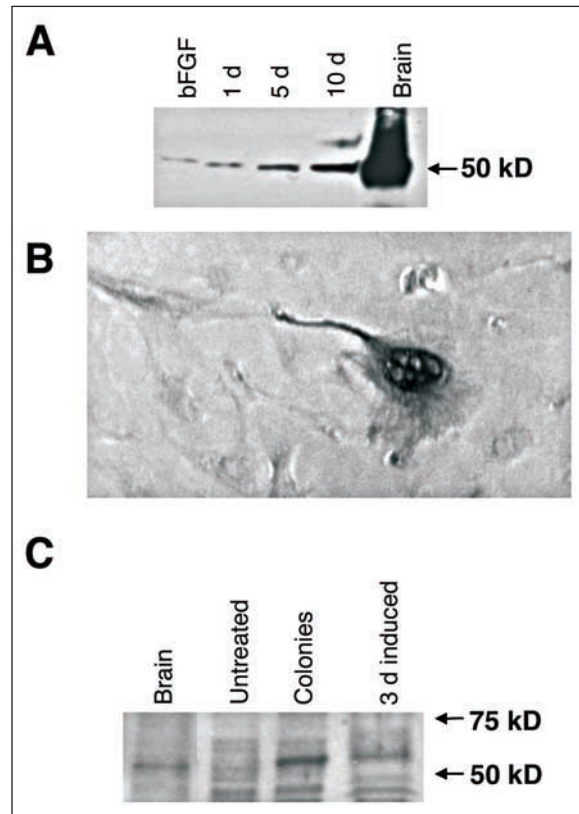 A
bFGF
1 d
5 d
10 d
Brain
50 kD
B
C
Brain
Untreated
Colonies
3 d induced
75 kD
50 kD